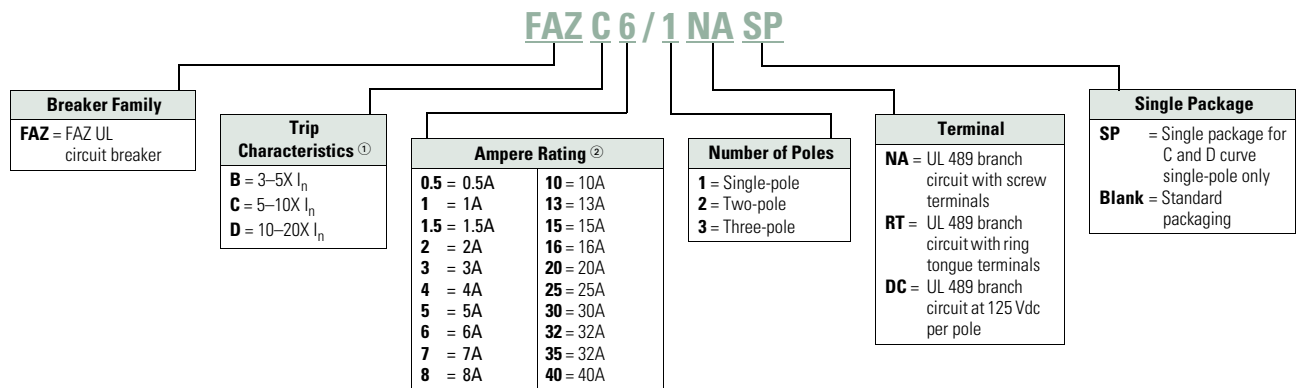 FAZ C 6 / 1 NA SP
Breaker Family
FAZ = FAZ UL
circuit breaker
Trip
Characteristics ①
B = 3–5X In
C = 5–10X In
D = 10–20X In
Ampere Rating ②
0.5 = 0.5A
1 = 1A
1.5 = 1.5A
2 = 2A
3 = 3A
4 = 4A
5 = 5A
6 = 6A
7 = 7A
8 = 8A
10 = 10A
13 = 13A
15 = 15A
16 = 16A
20 = 20A
25 = 25A
30 = 30A
32 = 32A
35 = 32A
40 = 40A
Number of Poles
1 = Single-pole
2 = Two-pole
3 = Three-pole
Terminal
NA = UL 489 branch
circuit with screw
terminals
RT = UL 489 branch
circuit with ring
tongue terminals
DC = UL 489 branch
circuit at 125 Vdc
per pole
Single Package
SP = Single package for
C and D curve
single-pole only
Blank = Standard
packaging